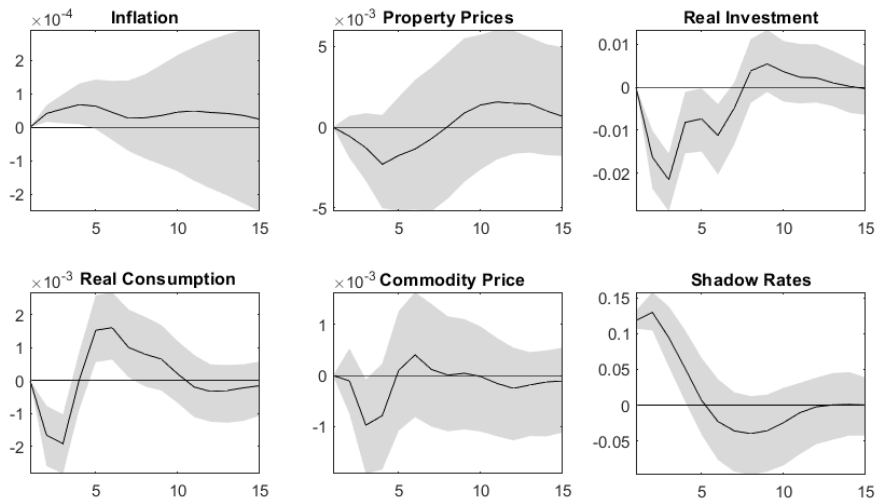 Inflation
×10⁻⁴
2
1
0
-1
-2
5 10 15
Property Prices
×10⁻³
5
0
-5
5 10 15
Real Investment
0.01
0
-0.01
-0.02
5 10 15
Real Consumption
×10⁻³
2
1
0
-1
-2
5 10 15
Commodity Price
×10⁻³
1
0
-1
5 10 15
Shadow Rates
0.15
0.1
0.05
0
-0.05
5 10 15